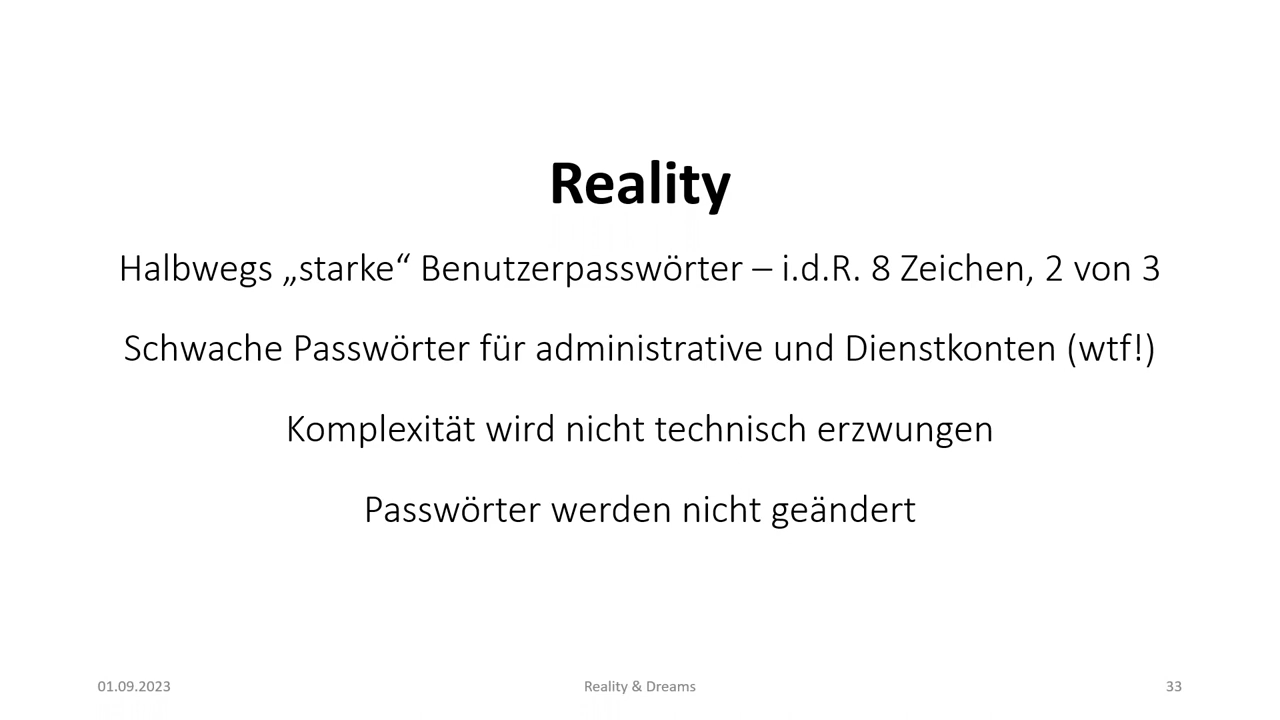 Reality
Halbwegs „starke“ Benutzerpasswörter – i.d.R. 8 Zeichen, 2 von 3
Schwache Passwörter für administrative und Dienstkonten (wtf!)
Komplexität wird nicht technisch erzwungen
Passwörter werden nicht geändert
01.09.2023
Reality & Dreams
33